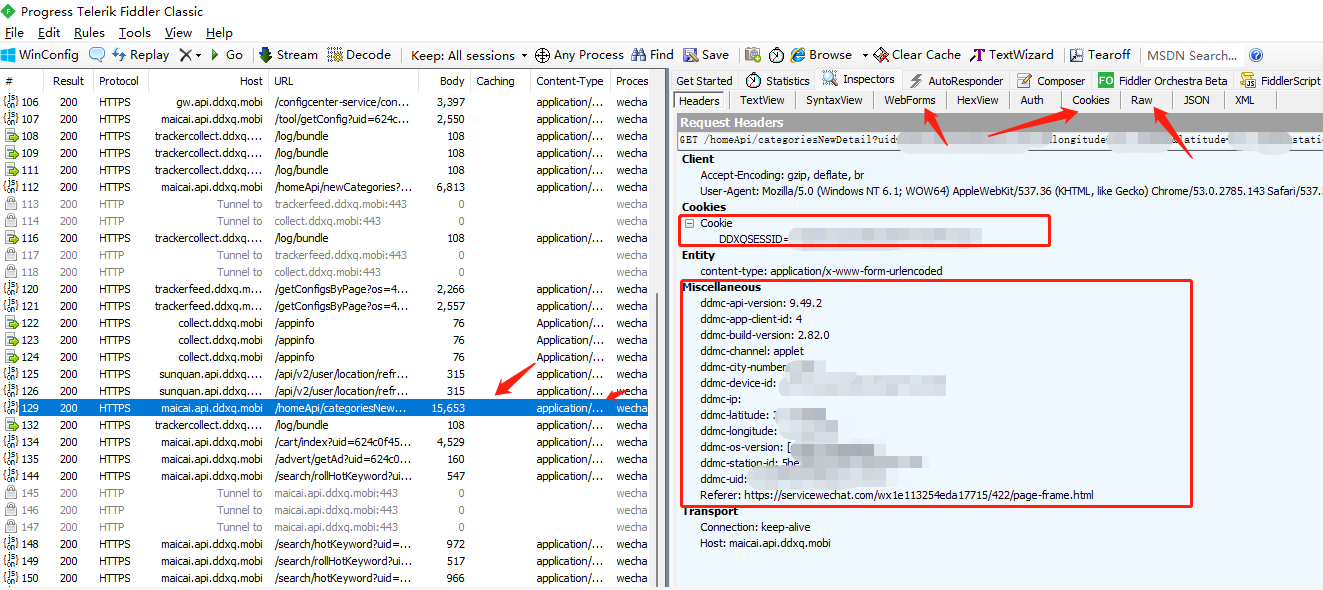 Progress Telerik Fiddler Classic
File Edit Rules Tools View Help
WinConfig Replay Go Stream Decode Keep: All sessions Any Process Find Save Browse Clear Cache TextWizard Tearoff MSDN Search...
# Result Protocol Host URL Body Caching Content-Type Proces
106 200 HTTPS gw.api.ddxq.mobi /configcenter-service/con... 3,397 application/... wecha
107 200 HTTPS maicai.api.ddxq.mobi /tool/getConfig?uid=624c... 2,550 application/... wecha
108 200 HTTPS trackercollect.ddxq.mobi /log/bundle 108 application/... wecha
109 200 HTTPS trackercollect.ddxq.mobi /log/bundle 108 application/... wecha
111 200 HTTPS trackercollect.ddxq.mobi /log/bundle 108 application/... wecha
112 200 HTTPS maicai.api.ddxq.mobi /homeApi/newCategories?... 6,813 application/... wecha
113 200 HTTP Tunnel to trackerfeed.ddxq.mobi:443 0 wecha
114 200 HTTP Tunnel to collect.ddxq.mobi:443 0 wecha
116 200 HTTPS trackercollect.ddxq.mobi /log/bundle 108 application/... wecha
117 200 HTTP Tunnel to trackerfeed.ddxq.mobi:443 0 wecha
118 200 HTTP Tunnel to collect.ddxq.mobi:443 0 wecha
120 200 HTTPS trackerfeed.ddxq.m... /getConfigsByPage?os=4... 2,266 application/... wecha
121 200 HTTPS trackerfeed.ddxq.m... /getConfigsByPage?os=4... 2,557 application/... wecha
122 200 HTTPS collect.ddxq.mobi /appinfo 76 Application/... wecha
123 200 HTTPS collect.ddxq.mobi /appinfo 76 Application/... wecha
124 200 HTTPS collect.ddxq.mobi /appinfo 76 Application/... wecha
125 200 HTTPS sunquan.api.ddxq.mobi /api/v2/user/location/refr... 315 application/... wecha
126 200 HTTPS sunquan.api.ddxq.mobi /api/v2/user/location/refr... 315 application/... wecha
129 200 HTTPS maicai.api.ddxq.mobi /homeApi/categoriesNew... 15,653 application/... wecha
132 200 HTTPS trackercollect.ddxq.mobi /log/bundle 108 application/... wecha
134 200 HTTPS maicai.api.ddxq.mobi /cart/index?uid=624c0f45... 4,529 application/... wecha
135 200 HTTPS maicai.api.ddxq.mobi /advert/getAd?uid=624c0... 160 application/... wecha
144 200 HTTPS maicai.api.ddxq.mobi /search/rollHotKeyword?ui... 547 application/... wecha
145 200 HTTP Tunnel to maicai.api.ddxq.mobi:443 0 wecha
146 200 HTTP Tunnel to maicai.api.ddxq.mobi:443 0 wecha
147 200 HTTP Tunnel to maicai.api.ddxq.mobi:443 0 wecha
148 200 HTTPS maicai.api.ddxq.mobi /search/hotKeyword?uid=... 972 application/... wecha
149 200 HTTPS maicai.api.ddxq.mobi /search/rollHotKeyword?ui... 517 application/... wecha
150 200 HTTPS maicai.api.ddxq.mobi /search/hotKeyword?uid=... 966 application/... wecha
Get Started Statistics Inspectors AutoResponder Composer FO Fiddler Orchestra Beta FiddlerScript
Headers TextView SyntaxView WebForms HexView Auth Cookies Raw JSON XML
Request Headers
GET /homeApi/categoriesNewDetail?uid longitude= &latitude= stati
Client
Accept-Encoding: gzip, deflate, br
User-Agent: Mozilla/5.0 (Windows NT 6.1; WOW64) AppleWebKit/537.36 (KHTML, like Gecko) Chrome/53.0.2785.143 Safari/537.
Cookies
Cookie
DDXQSESSID=
Entity
content-type: application/x-www-form-urlencoded
Miscellaneous
ddmc-api-version: 9.49.2
ddmc-app-client-id: 4
ddmc-build-version: 2.82.0
ddmc-channel: applet
ddmc-city-number
ddmc-device-id:
ddmc-ip:
ddmc-latitude:
ddmc-longitude:
ddmc-os-version: [
ddmc-station-id: 5be
ddmc-uid:
Referer: https://servicewechat.com/wx1e113254eda17715/422/page-frame.html
Transport
Connection: keep-alive
Host: maicai.api.ddxq.mobi